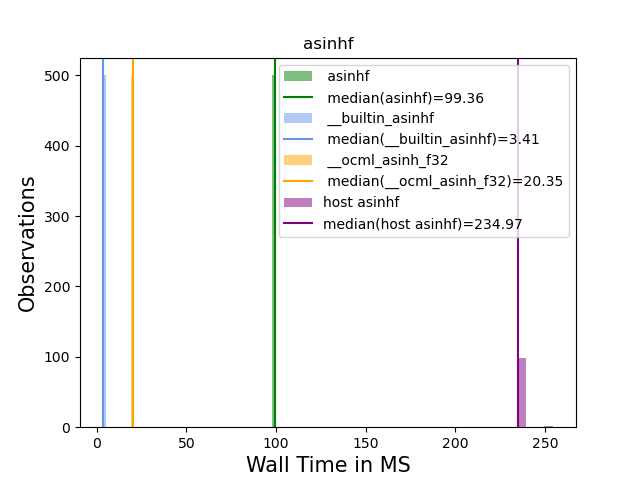 asinhf
Observations
500
400
300
200
100
0
asinhf
median(asinhf)=99.36
__builtin_asinhf
median(__builtin_asinhf)=3.41
__ocml_asinh_f32
median(__ocml_asinh_f32)=20.35
host asinhf
median(host asinhf)=234.97
0 50 100 150 200 250
Wall Time in MS